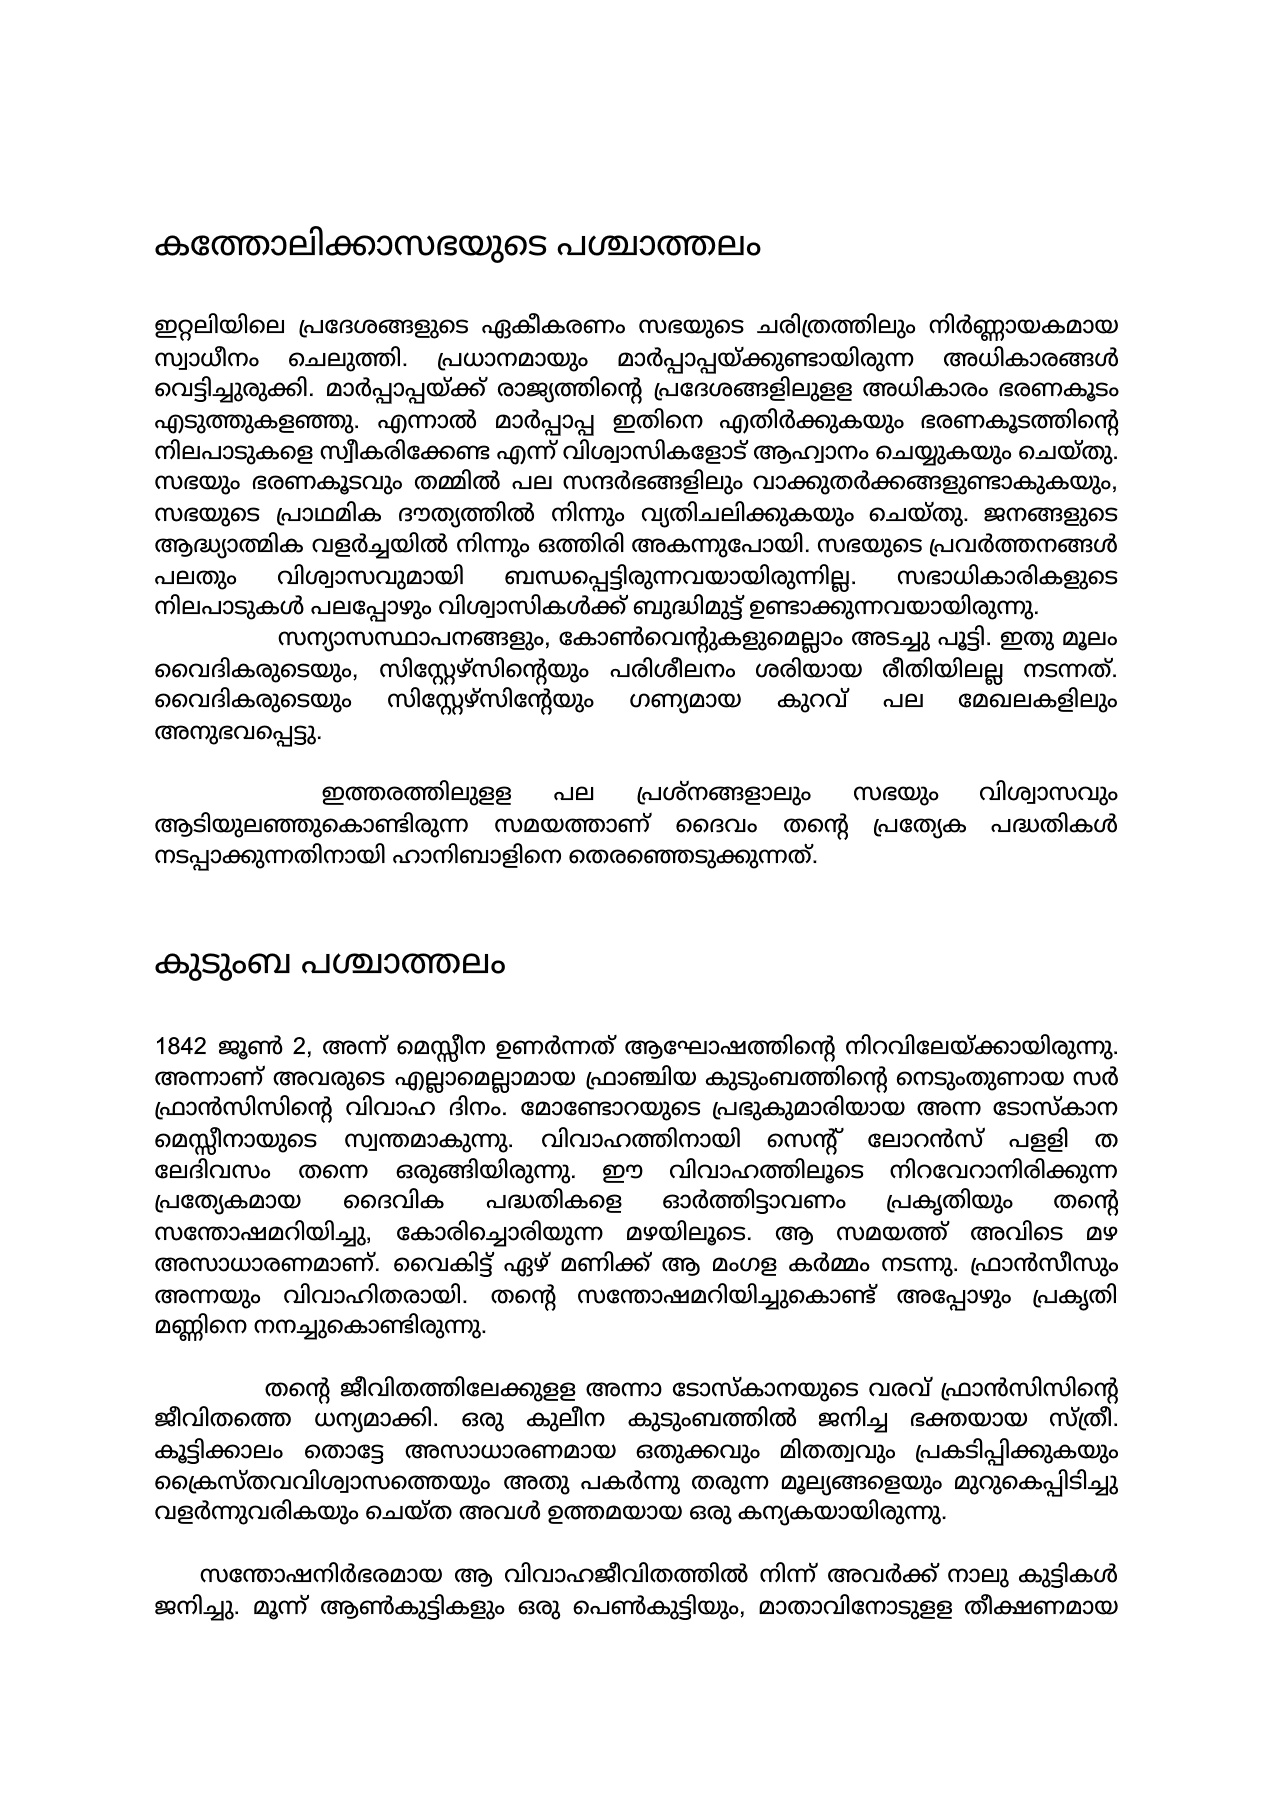 കത്തോലിക്കാസഭയുടെ പശ്ചാത്തലം
ഇറ്റലിയിലെ പ്രദേശങ്ങളുടെ ഏകീകരണം സഭയുടെ ചരിത്രത്തിലും നിർണ്ണായകമായ
സ്വാധീനം ചെലുത്തി. പ്രധാനമായും മാർപ്പാപ്പയ്ക്കുണ്ടായിരുന്ന അധികാരങ്ങൾ
വെട്ടിച്ചുരുക്കി. മാർപ്പാപ്പയ്ക്ക് രാജ്യത്തിന്റെ പ്രദേശങ്ങളിലുളള അധികാരം ഭരണകൂടം
എടുത്തുകളഞ്ഞു. എന്നാൽ മാർപ്പാപ്പ ഇതിനെ എതിർക്കുകയും ഭരണകൂടത്തിന്റെ
നിലപാടുകളെ സ്വീകരിക്കേണ്ട എന്ന് വിശ്വാസികളോട് ആഹ്വാനം ചെയ്യുകയും ചെയ്തു.
സഭയും ഭരണകൂടവും തമ്മിൽ പല സന്ദർഭങ്ങളിലും വാക്കുതർക്കങ്ങളുണ്ടാകുകയും,
സഭയുടെ പ്രാഥമിക ദൗത്യത്തിൽ നിന്നും വ്യതിചലിക്കുകയും ചെയ്തു. ജനങ്ങളുടെ
ആദ്ധ്യാത്മിക വളർച്ചയിൽ നിന്നും ഒത്തിരി അകന്നുപോയി. സഭയുടെ പ്രവർത്തനങ്ങൾ
പലതും വിശ്വാസവുമായി ബന്ധപ്പെട്ടിരുന്നവയായിരുന്നില്ല. സഭാധികാരികളുടെ
നിലപാടുകൾ പലപ്പോഴും വിശ്വാസികൾക്ക് ബുദ്ധിമുട്ട് ഉണ്ടാക്കുന്നവയായിരുന്നു.
സന്യാസസ്ഥാപനങ്ങളും, കോൺവെന്റുകളുമെല്ലാം അടച്ചു പൂട്ടി. ഇതു മൂലം
വൈദികരുടെയും, സിസ്റ്റേഴ്സിന്റെയും പരിശീലനം ശരിയായ രീതിയിലല്ല നടന്നത്.
വൈദികരുടെയും സിസ്റ്റേഴ്സിന്റേയും ഗണ്യമായ കുറവ് പല മേഖലകളിലും
അനുഭവപ്പെട്ടു.
ഇത്തരത്തിലുളള പല പ്രശ്നങ്ങളാലും സഭയും വിശ്വാസവും
ആടിയുലഞ്ഞുകൊണ്ടിരുന്ന സമയത്താണ് ദൈവം തന്റെ പ്രത്യേക പദ്ധതികൾ
നടപ്പാക്കുന്നതിനായി ഹാനിബാളിനെ തെരഞ്ഞെടുക്കുന്നത്.
കുടുംബ പശ്ചാത്തലം
1842 ജൂൺ 2, അന്ന് മെസ്സീന ഉണർന്നത് ആഘോഷത്തിന്റെ നിറവിലേയ്ക്കായിരുന്നു.
അന്നാണ് അവരുടെ എല്ലാമെല്ലാമായ ഫ്രാഞ്ചിയ കുടുംബത്തിന്റെ നെടുംതുണായ സർ
ഫ്രാൻസിസിന്റെ വിവാഹ ദിനം. മോണ്ടോറയുടെ പ്രഭുകുമാരിയായ അന്ന ടോസ്കാന
മെസ്സീനായുടെ സ്വന്തമാകുന്നു. വിവാഹത്തിനായി സെന്റ് ലോറൻസ് പളളി ത
ലേദിവസം തന്നെ ഒരുങ്ങിയിരുന്നു. ഈ വിവാഹത്തിലൂടെ നിറവേറാനിരിക്കുന്ന
പ്രത്യേകമായ ദൈവിക പദ്ധതികളെ ഓർത്തിട്ടാവണം പ്രകൃതിയും തന്റെ
സന്തോഷമറിയിച്ചു, കോരിച്ചൊരിയുന്ന മഴയിലൂടെ. ആ സമയത്ത് അവിടെ മഴ
അസാധാരണമാണ്. വൈകിട്ട് ഏഴ് മണിക്ക് ആ മംഗള കർമ്മം നടന്നു. ഫ്രാൻസീസും
അന്നയും വിവാഹിതരായി. തന്റെ സന്തോഷമറിയിച്ചുകൊണ്ട് അപ്പോഴും പ്രകൃതി
മണ്ണിനെ നനച്ചുകൊണ്ടിരുന്നു.
തന്റെ ജീവിതത്തിലേക്കുളള അന്നാ ടോസ്കാനയുടെ വരവ് ഫ്രാൻസിസിന്റെ
ജീവിതത്തെ ധന്യമാക്കി. ഒരു കുലീന കുടുംബത്തിൽ ജനിച്ച ഭക്തയായ സ്ത്രീ.
കൂട്ടിക്കാലം തൊട്ടേ അസാധാരണമായ ഒതുക്കവും മിതത്വവും പ്രകടിപ്പിക്കുകയും
ക്രൈസ്തവവിശ്വാസത്തെയും അതു പകർന്നു തരുന്ന മൂല്യങ്ങളെയും മുറുകെപ്പിടിച്ചു
വളർന്നുവരികയും ചെയ്ത അവൾ ഉത്തമയായ ഒരു കന്യകയായിരുന്നു.
സന്തോഷനിർഭരമായ ആ വിവാഹജീവിതത്തിൽ നിന്ന് അവർക്ക് നാലു കുട്ടികൾ
ജനിച്ചു. മൂന്ന് ആൺകുട്ടികളും ഒരു പെൺകുട്ടിയും, മാതാവിനോടുളള തീക്ഷണമായ